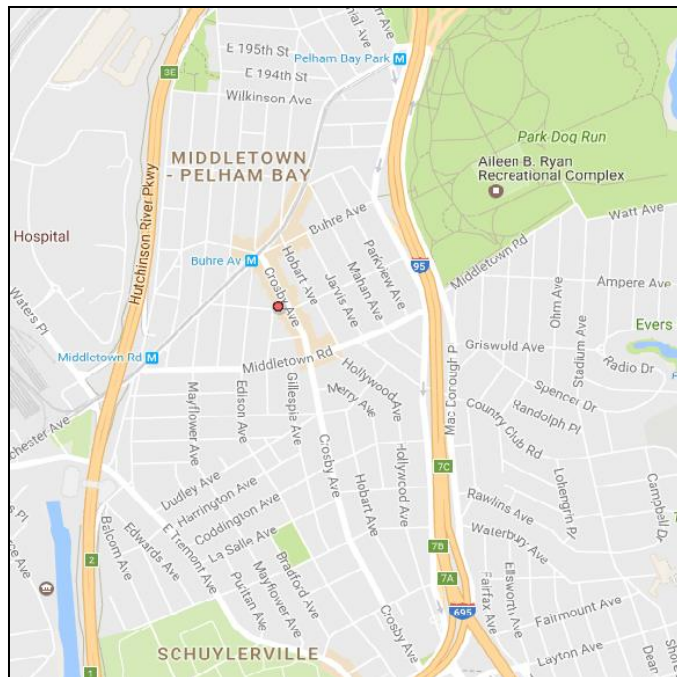 E 195th St
Pelham Bay Park M
E 194th St
3E
Wilkinson Ave
Park Dog Run
MIDDLETOWN
- PELHAM BAY
Aileen B. Ryan
Recreational Complex
Hutchinson River Pkwy
Buhre Ave
Watt Ave
Hospital
Buhre Av M
Hobart Ave
Parkview Ave
95
Middletown Rd
Crosby Ave
Jarvis Ave
Mahan Ave
Ampere Ave
Waters Pl
Ohm Ave
Stadium Ave
Evers
Middletown Rd M
Middletown Rd
Griswold Ave
Radio Dr
Mayflower Ave
Edison Ave
Gillespie Ave
Merry Ave
Hollywood Ave
Mac Donough Pl
Spencer Dr
Randolph Pl
Country Club Rd
chester Ave
Crosby Ave
Hobart Ave
Hollywood Ave
7C
Lohengrin Pl
Campbell Dr
Dudley Ave
Harrington Ave
Coddington Ave
La Salle Ave
Rawlins Ave
Waterbury Ave
s Pl
ce Ave
Balcom Ave
Edwards Ave
E Tremont Ave
Puritan Ave
Mayflower Ave
Bradford Ave
7B
7A
2
Fairfax Ave
Ellsworth Ave
695
Fairmount Ave
Crosby Ave
SCHUYLERVILLE
Layton Ave
Dean
Shore
1